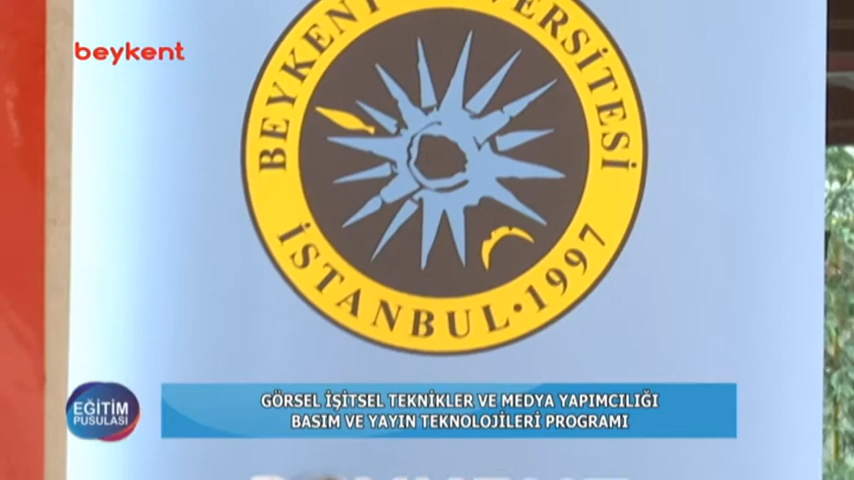 beykent
BEYKENT ÜNİVERSİTESİ
İSTANBUL · 1997
EĞİTİM
PUSULASI
GÖRSEL İŞİTSEL TEKNİKLER VE MEDYA YAPIMCILIĞI
BASIM VE YAYIN TEKNOLOJİLERİ PROGRAMI